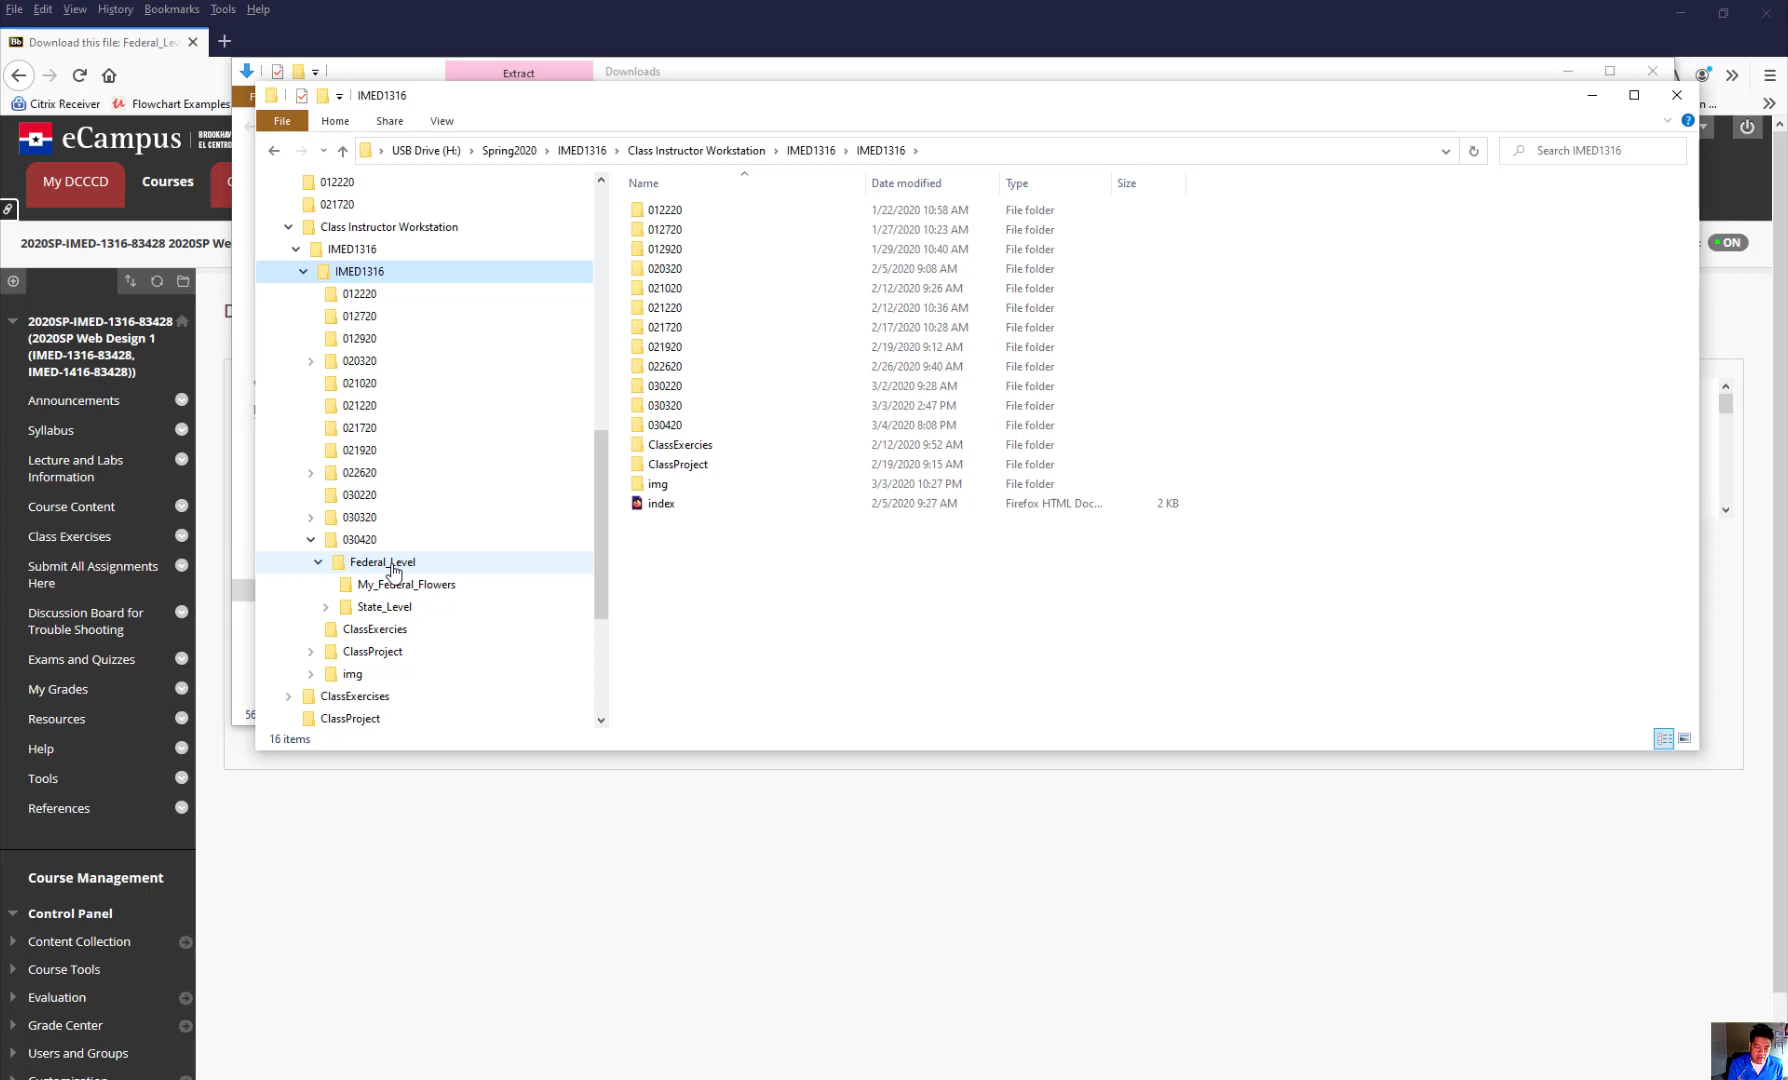 File Edit View History Bookmarks Tools Help
Bb Download this file: Federal_Le
Extract Downloads
Citrix Receiver Flowchart Examples
IMED1316
File Home Share View
USB Drive (H:) Spring2020 IMED1316 Class Instructor Workstation IMED1316 IMED1316
Search IMED1316
eCampus BROOKHAV
EL CENTRO
My DCCCD Courses
2020SP-IMED-1316-83428 2020SP We
ON
2020SP-IMED-1316-83428
(2020SP Web Design 1
(IMED-1316-83428,
IMED-1416-83428))
Announcements
Syllabus
Lecture and Labs
Information
Course Content
Class Exercises
Submit All Assignments
Here
Discussion Board for
Trouble Shooting
Exams and Quizzes
My Grades
Resources
Help
Tools
References
Course Management
Control Panel
Content Collection
Course Tools
Evaluation
Grade Center
Users and Groups
Customization
012220
021720
Class Instructor Workstation
IMED1316
IMED1316
012220
012720
012920
020320
021020
021220
021720
021920
022620
030220
030320
030420
Federal_Level
My_Federal_Flowers
State_Level
ClassExercies
ClassProject
img
ClassExercises
ClassProject
Name Date modified Type Size
012220 1/22/2020 10:58 AM File folder
012720 1/27/2020 10:23 AM File folder
012920 1/29/2020 10:40 AM File folder
020320 2/5/2020 9:08 AM File folder
021020 2/12/2020 9:26 AM File folder
021220 2/12/2020 10:36 AM File folder
021720 2/17/2020 10:28 AM File folder
021920 2/19/2020 9:12 AM File folder
022620 2/26/2020 9:40 AM File folder
030220 3/2/2020 9:28 AM File folder
030320 3/3/2020 2:47 PM File folder
030420 3/4/2020 8:08 PM File folder
ClassExercies 2/12/2020 9:52 AM File folder
ClassProject 2/19/2020 9:15 AM File folder
img 3/3/2020 10:27 PM File folder
index 2/5/2020 9:27 AM Firefox HTML Doc... 2 KB
16 items
56